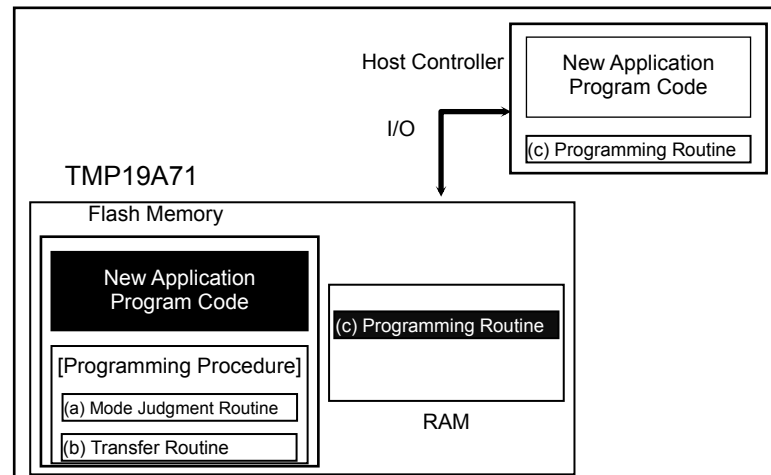 Host Controller
New Application
Program Code
(c) Programming Routine
I/O
TMP19A71
Flash Memory
New Application
Program Code
[Programming Procedure]
(a) Mode Judgment Routine
(b) Transfer Routine
(c) Programming Routine
RAM